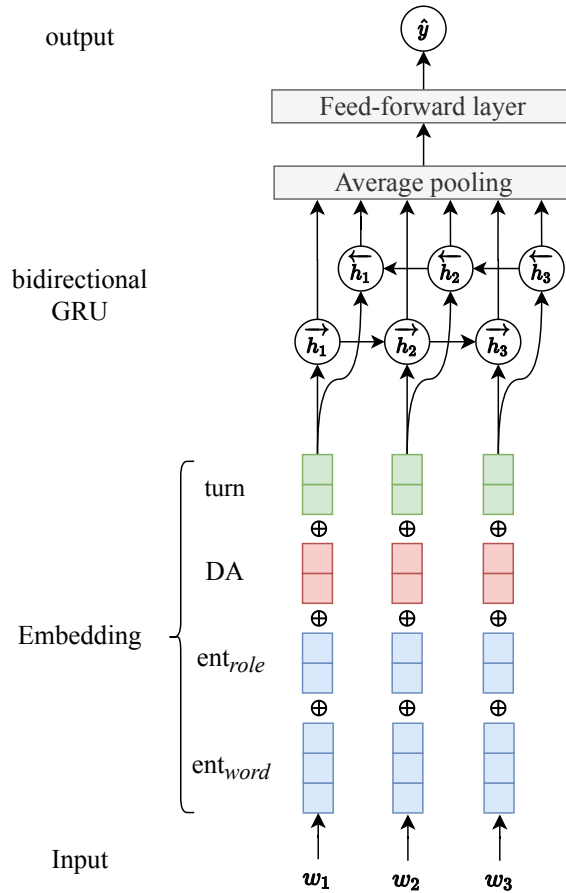 output
ŷ
Feed-forward layer
Average pooling
bidirectional
GRU
←h₁ ←h₂ ←h₃
→h₁ →h₂ →h₃
turn
⊕ ⊕ ⊕
DA
⊕ ⊕ ⊕
Embedding
ent_role
⊕ ⊕ ⊕
ent_word
Input
w₁ w₂ w₃